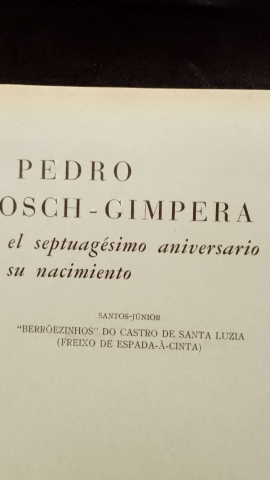 PEDRO
OSCH-GIMPERA
el septuagésimo aniversario
su nacimiento
SANTOS-JÚNIOR
"BERRÕEZINHOS" DO CASTRO DE SANTA LUZIA
(FREIXO DE ESPADA-À-CINTA)